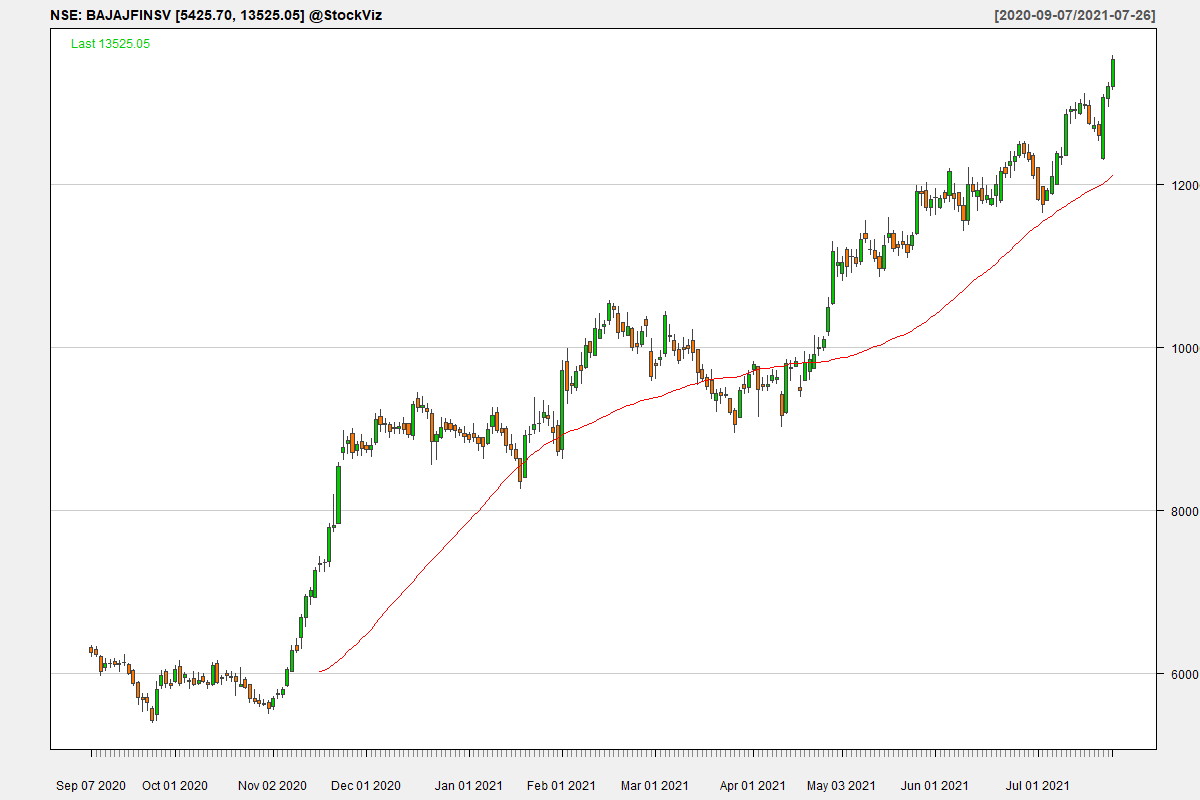 NSE: BAJAJFINSV [5425.70, 13525.05] @StockViz [2020-09-07/2021-07-26]
Last 13525.05
1200
1000
8000
6000
Sep 07 2020 Oct 01 2020 Nov 02 2020 Dec 01 2020 Jan 01 2021 Feb 01 2021 Mar 01 2021 Apr 01 2021 May 03 2021 Jun 01 2021 Jul 01 2021